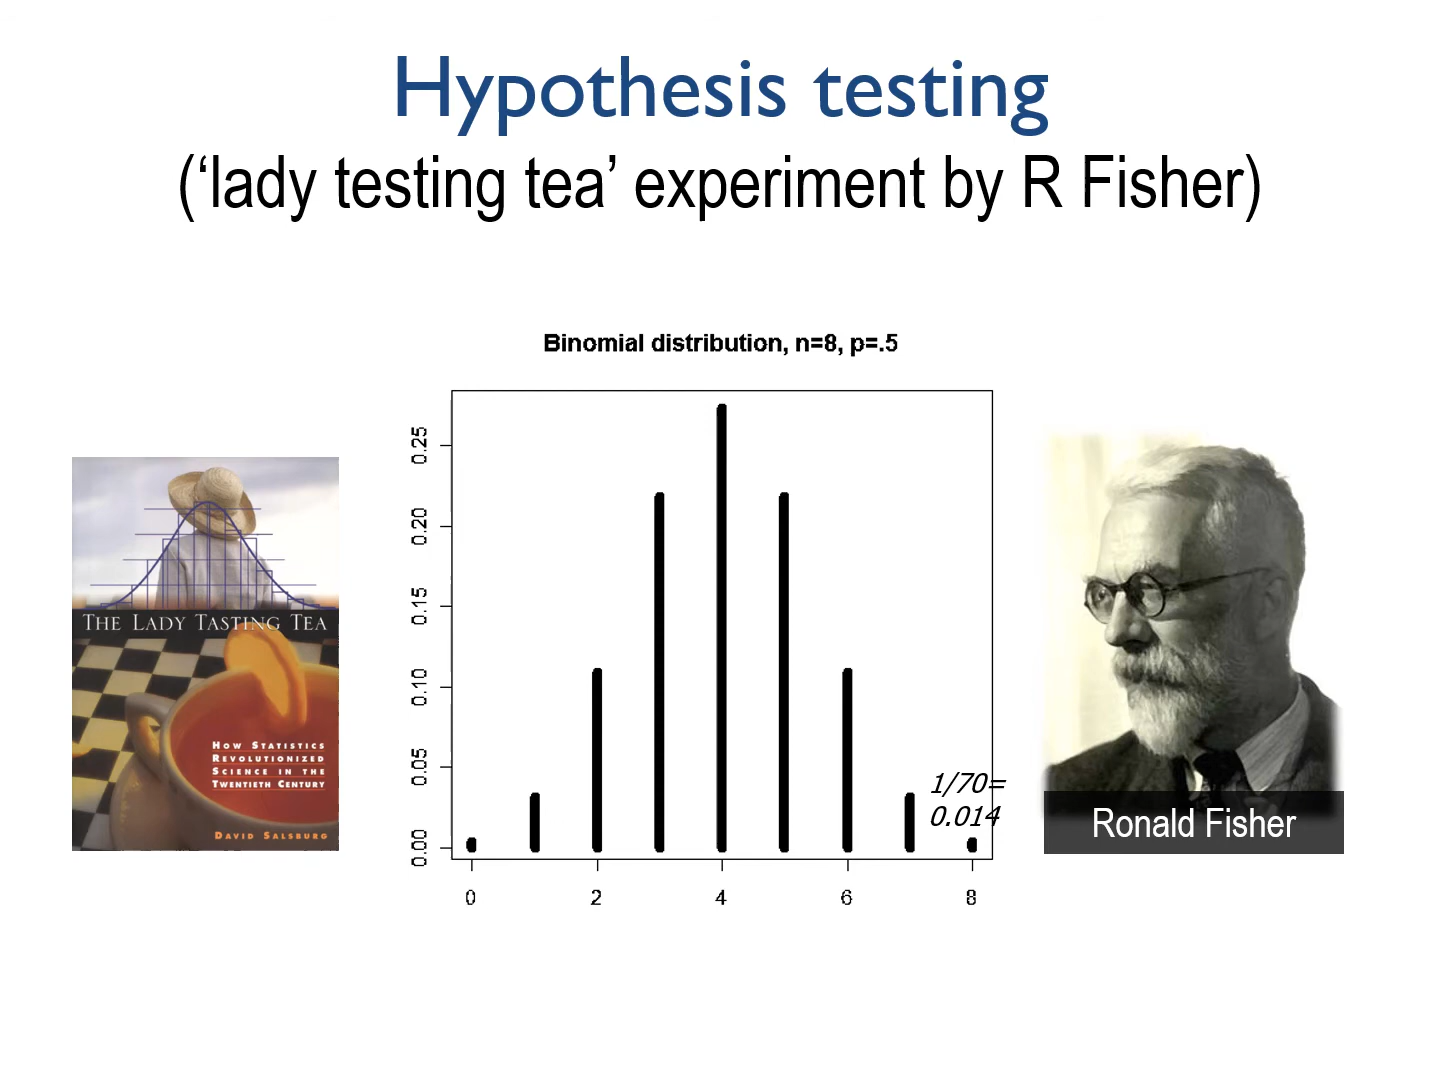 Hypothesis testing
(‘lady testing tea’ experiment by R Fisher)
Binomial distribution, n=8, p=.5
0.25
0.20
0.15
0.10
0.05
0.00
0 2 4 6 8
1/70=
0.014
THE LADY TASTING TEA
HOW STATISTICS
REVOLUTIONIZED
SCIENCE IN THE
TWENTIETH CENTURY
DAVID SALSBURG
Ronald Fisher